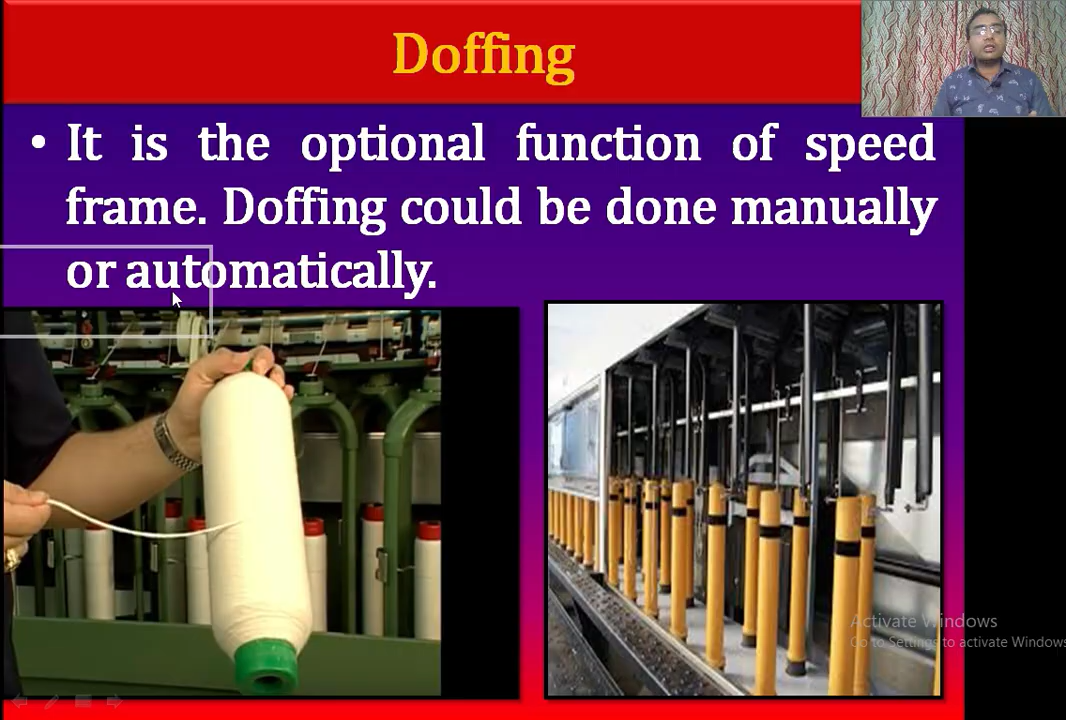 Doffing
• It is the optional function of speed
frame. Doffing could be done manually
or automatically.
Activate Windows
Go to Settings to activate Windows